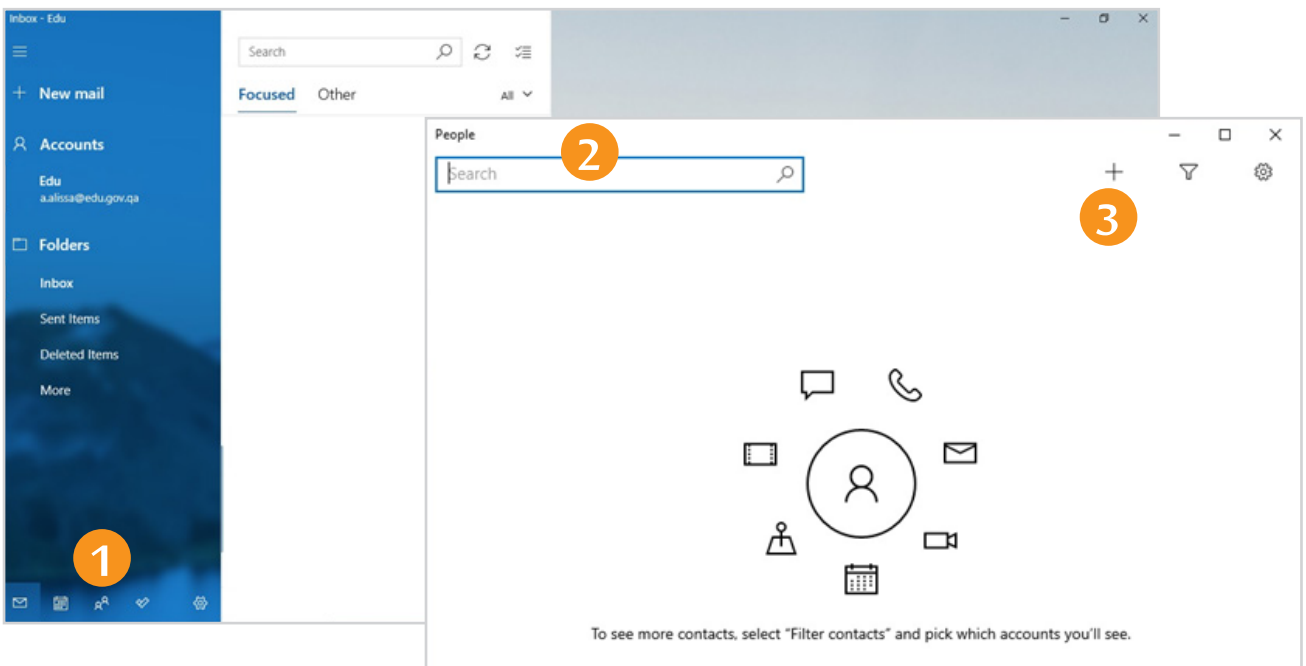 Inbox - Edu
Search
New mail
Focused Other All
Accounts
Edu
a.alissa@edu.gov.qa
Folders
Inbox
Sent Items
Deleted Items
More
1
People
2
Search
3
To see more contacts, select "Filter contacts" and pick which accounts you'll see.